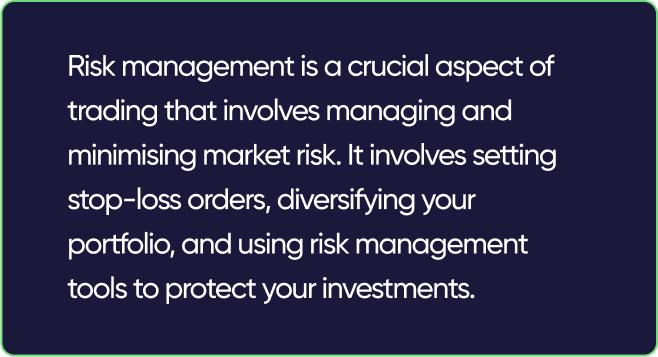 Risk management is a crucial aspect of
trading that involves managing and
minimising market risk. It involves setting
stop-loss orders, diversifying your
portfolio, and using risk management
tools to protect your investments.